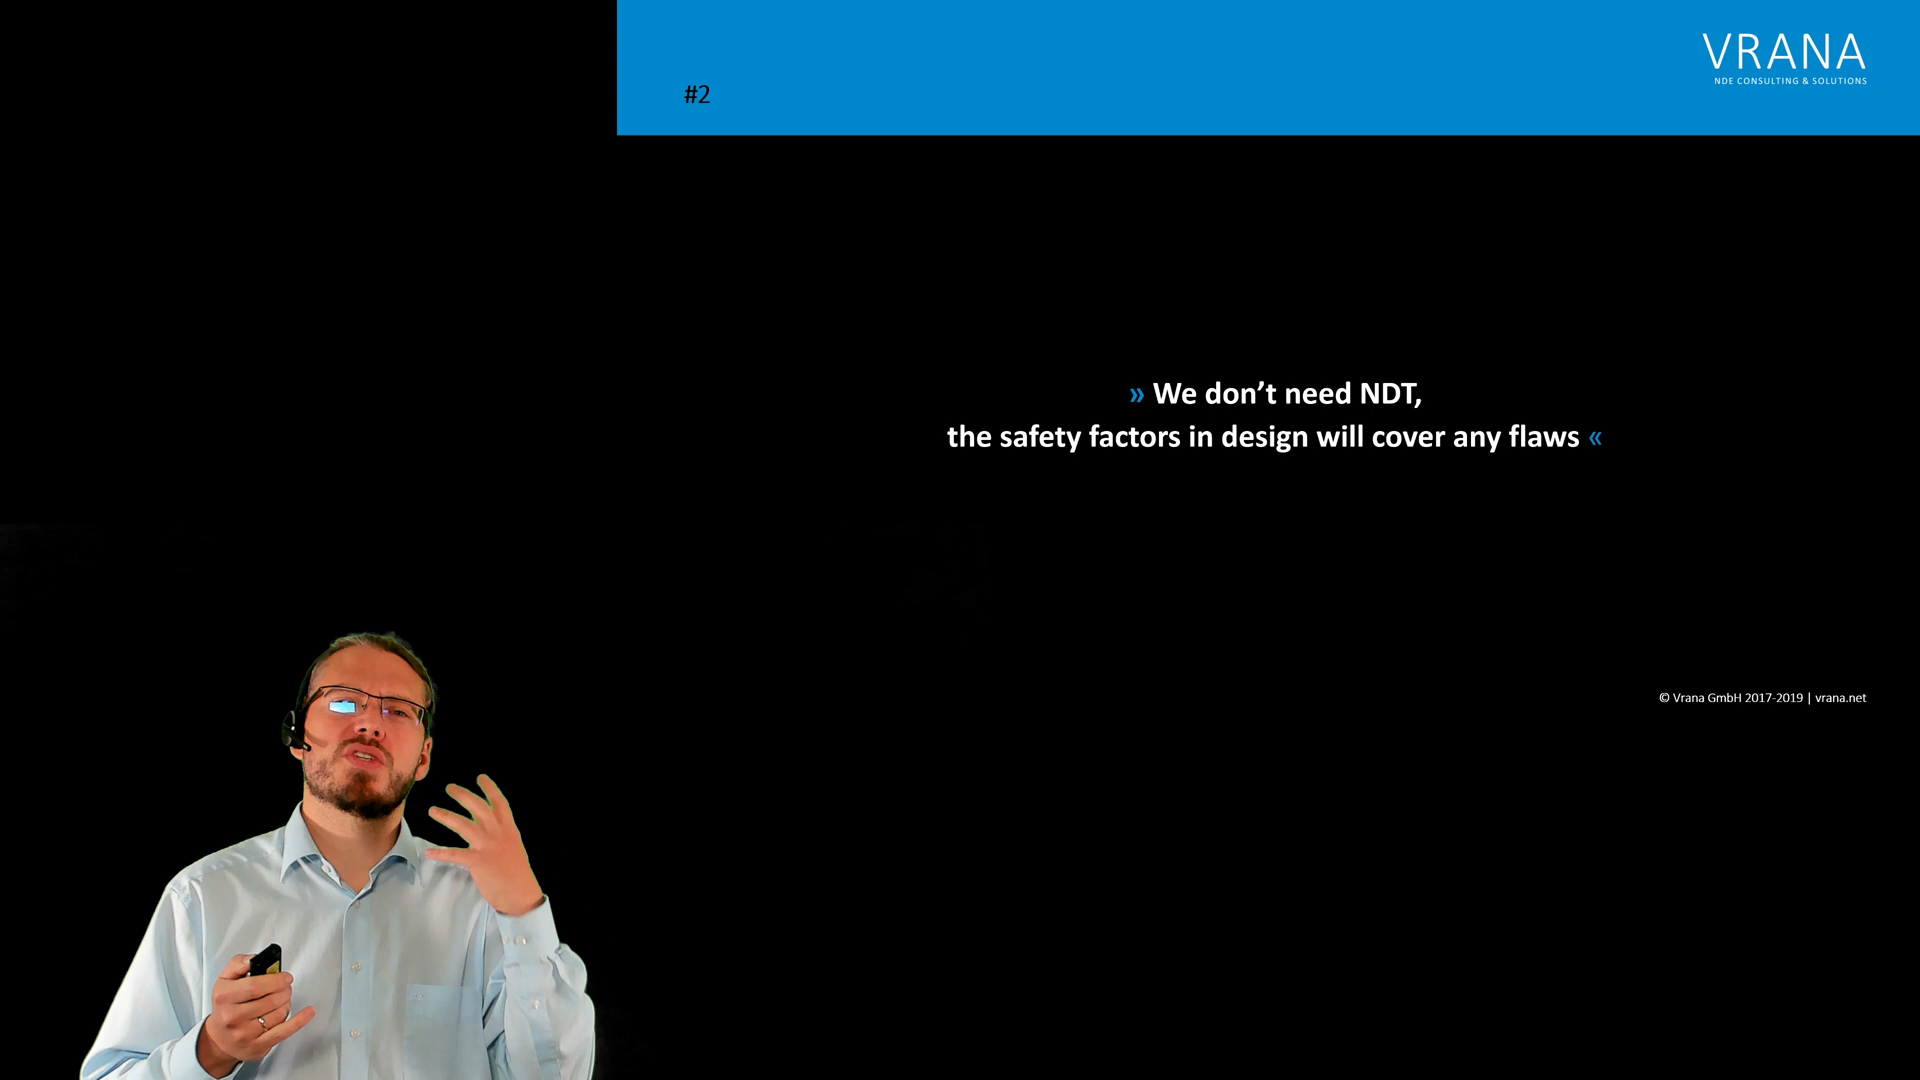 VRANA
NDE CONSULTING & SOLUTIONS
#2
» We don’t need NDT,
the safety factors in design will cover any flaws «
© Vrana GmbH 2017-2019 | vrana.net